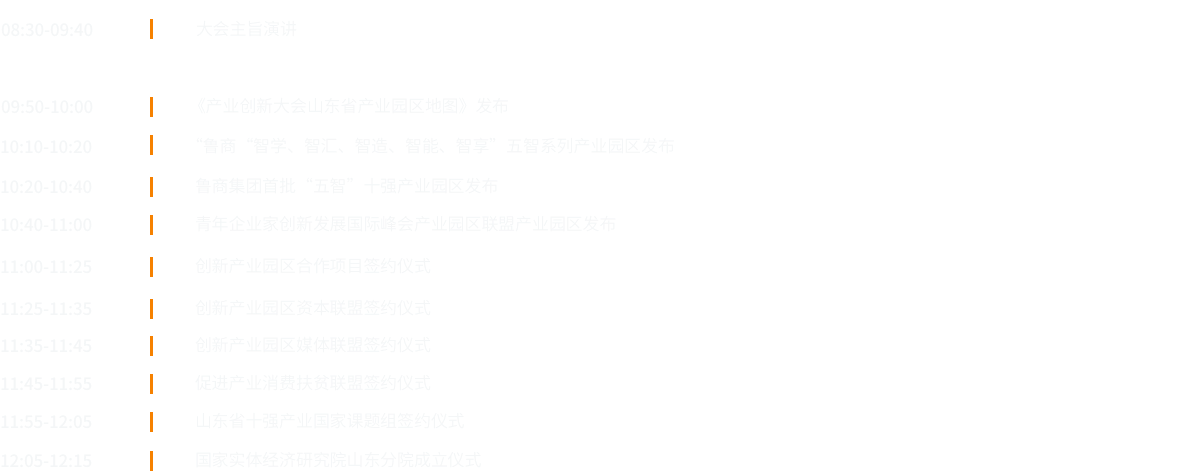 08:30-09:40 大会主旨演讲
09:50-10:00 《产业创新大会山东省产业园区地图》发布
10:10-10:20 "鲁商“智学、智汇、智造、智能、智享”五智系列产业园区发布
10:20-10:40 鲁商集团首批“五智”十强产业园区发布
10:40-11:00 青年企业家创新发展国际峰会产业园区联盟产业园区发布
11:00-11:25 创新产业园区合作项目签约仪式
11:25-11:35 创新产业园区资本联盟签约仪式
11:35-11:45 创新产业园区媒体联盟签约仪式
11:45-11:55 促进产业消费扶贫联盟签约仪式
11:55-12:05 山东省十强产业国家课题组签约仪式
12:05-12:15 国家实体经济研究院山东分院成立仪式